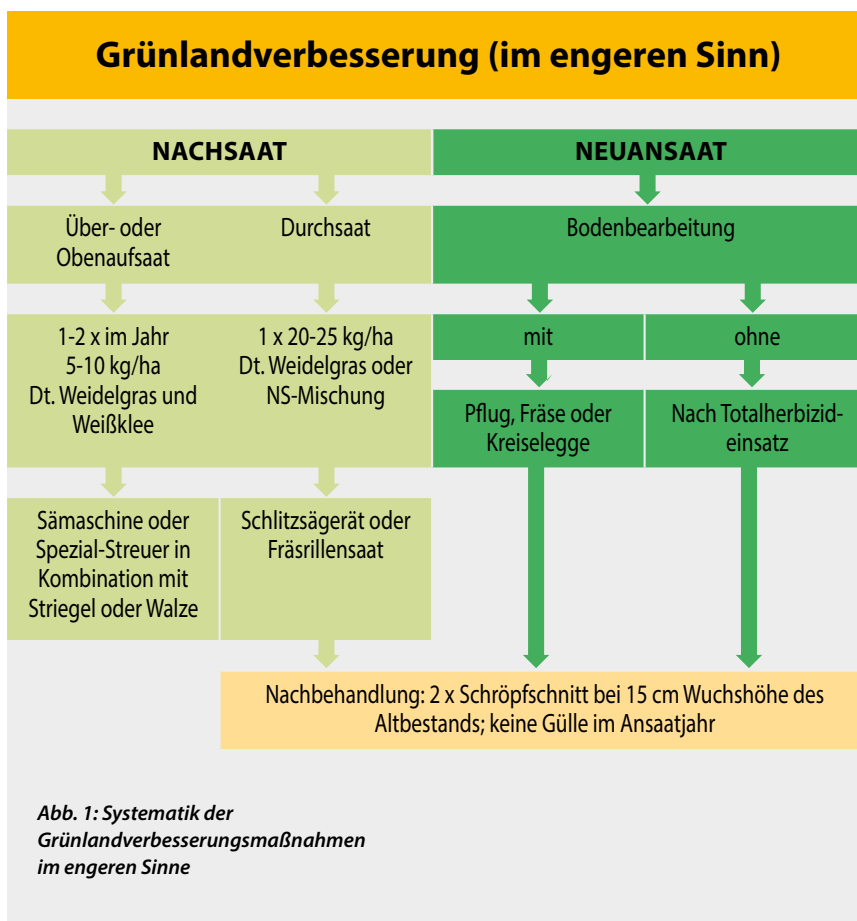 Grünlandverbesserung (im engeren Sinn)
NACHSAAT
NEUANSAAT
Über- oder
Obenaufsaat
Durchsaat
Bodenbearbeitung
1-2 x im Jahr
5-10 kg/ha
Dt. Weidelgras und
Weißklee
1 x 20-25 kg/ha
Dt. Weidelgras oder
NS-Mischung
mit
ohne
Pflug, Fräse oder
Kreiselegge
Nach Totalherbizid-
einsatz
Sämaschine oder
Spezial-Streuer in
Kombination mit
Striegel oder Walze
Schlitzsägerät oder
Fräsrillensaat
Nachbehandlung: 2 x Schröpfschnitt bei 15 cm Wuchshöhe des
Altbestands; keine Gülle im Ansaatjahr
Abb. 1: Systematik der
Grünlandverbesserungsmaßnahmen
im engeren Sinne